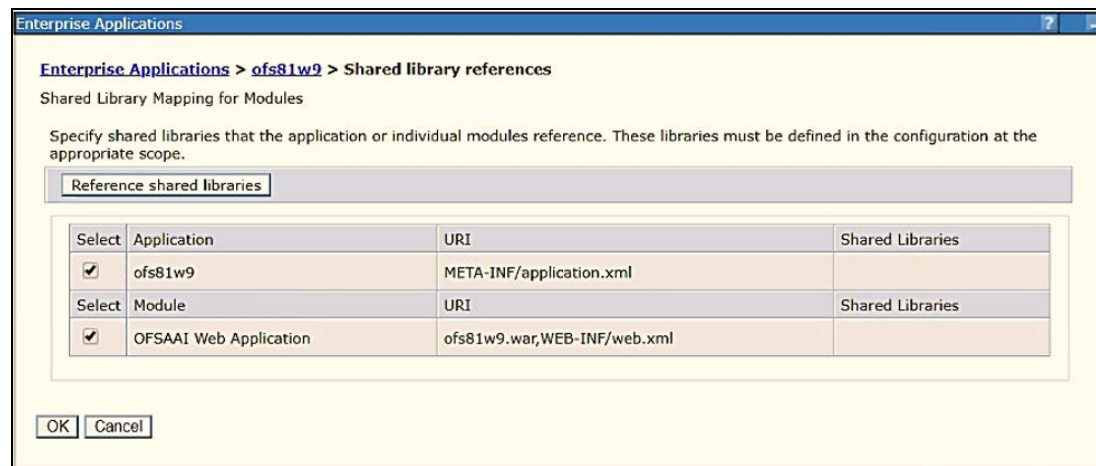 Enterprise Applications ?
Enterprise Applications > ofs81w9 > Shared library references
Shared Library Mapping for Modules
Specify shared libraries that the application or individual modules reference. These libraries must be defined in the configuration at the
appropriate scope.
Reference shared libraries
Select Application URI Shared Libraries
ofs81w9 META-INF/application.xml
Select Module URI Shared Libraries
OFSAAI Web Application ofs81w9.war,WEB-INF/web.xml
OK Cancel